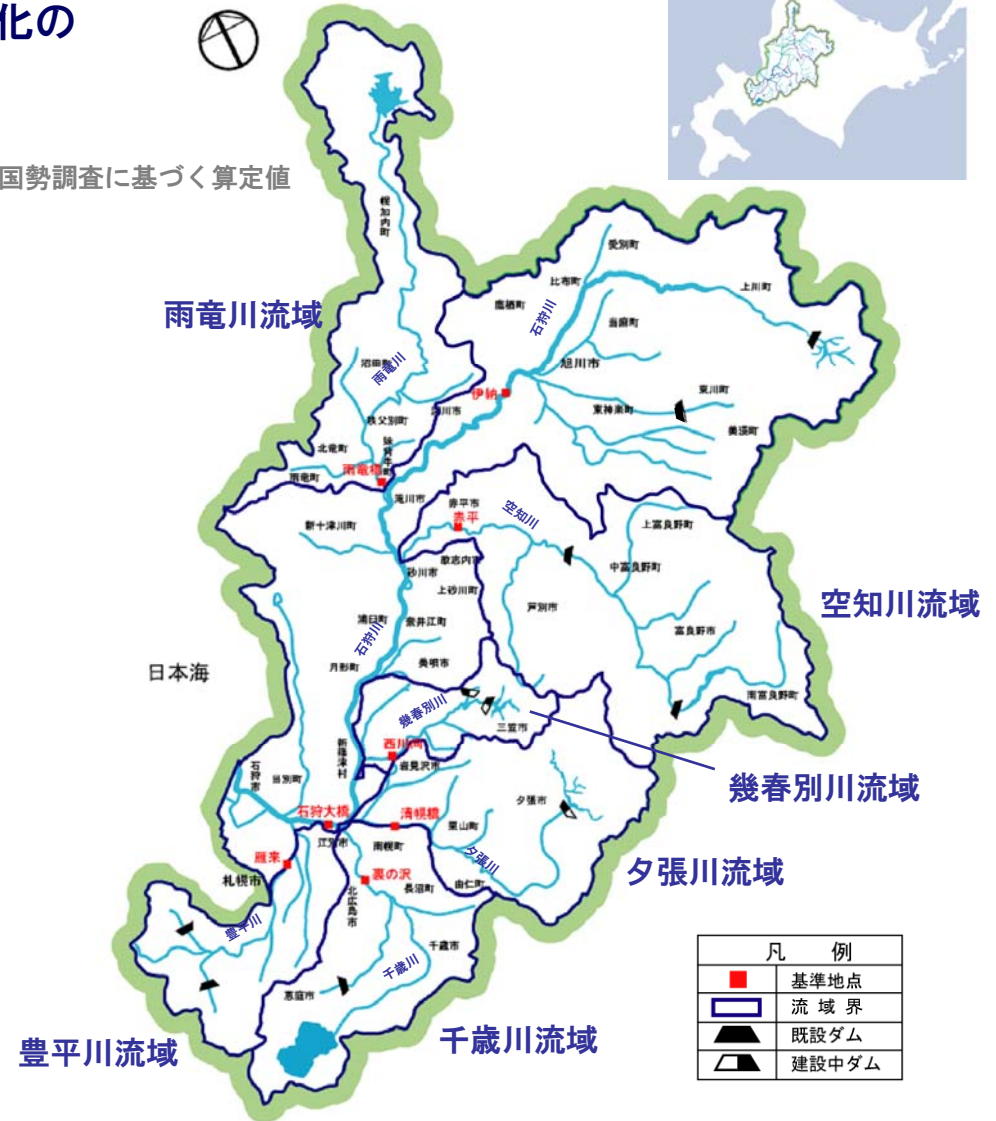 化の
国勢調査に基づく算定値
幌加内町
愛別町
比布町
上川町
鷹栖町
石狩川
当麻町
雨竜川流域
沼田町
雨竜川
旭川市
伊納
東川町
東神楽町
美瑛町
秩父別町
深川市
妹背牛町
北竜町
雨竜町
雨竜橋
滝川市
赤平市
赤平
空知川
新十津川町
上富良野町
歌志内市
中富良野町
砂川市
上砂川町
芦別市
空知川流域
浦臼町
奈井江町
石狩川
富良野市
日本海
月形町
美唄市
南富良野町
幾春別川
三笠市
新篠津村
西川向
岩見沢市
石狩市
当別町
幾春別川流域
夕張市
石狩大橋
清幌橋
栗山町
江別市
南幌町
雁来
夕張川
夕張川流域
札幌市
裏の沢
長沼町
由仁町
北広島市
豊平川
千歳市
千歳川
恵庭市
豊平川流域
千歳川流域
凡 例
基準地点
流域界
既設ダム
建設中ダム